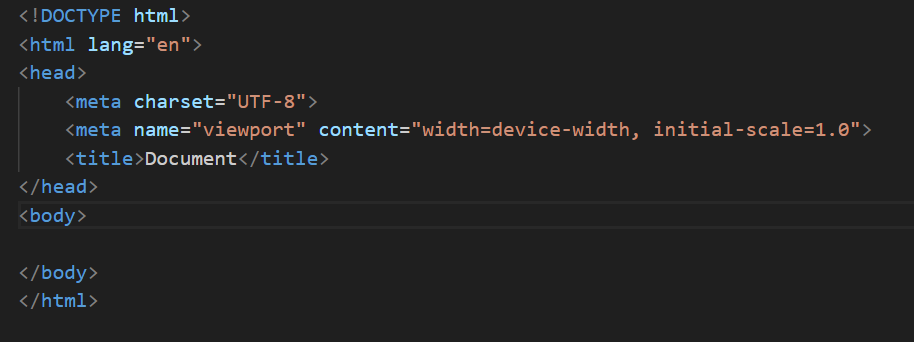 <!DOCTYPE html>
<html lang="en">
<head>
    <meta charset="UTF-8">
    <meta name="viewport" content="width=device-width, initial-scale=1.0">
    <title>Document</title>
</head>
<body>
</body>
</html>